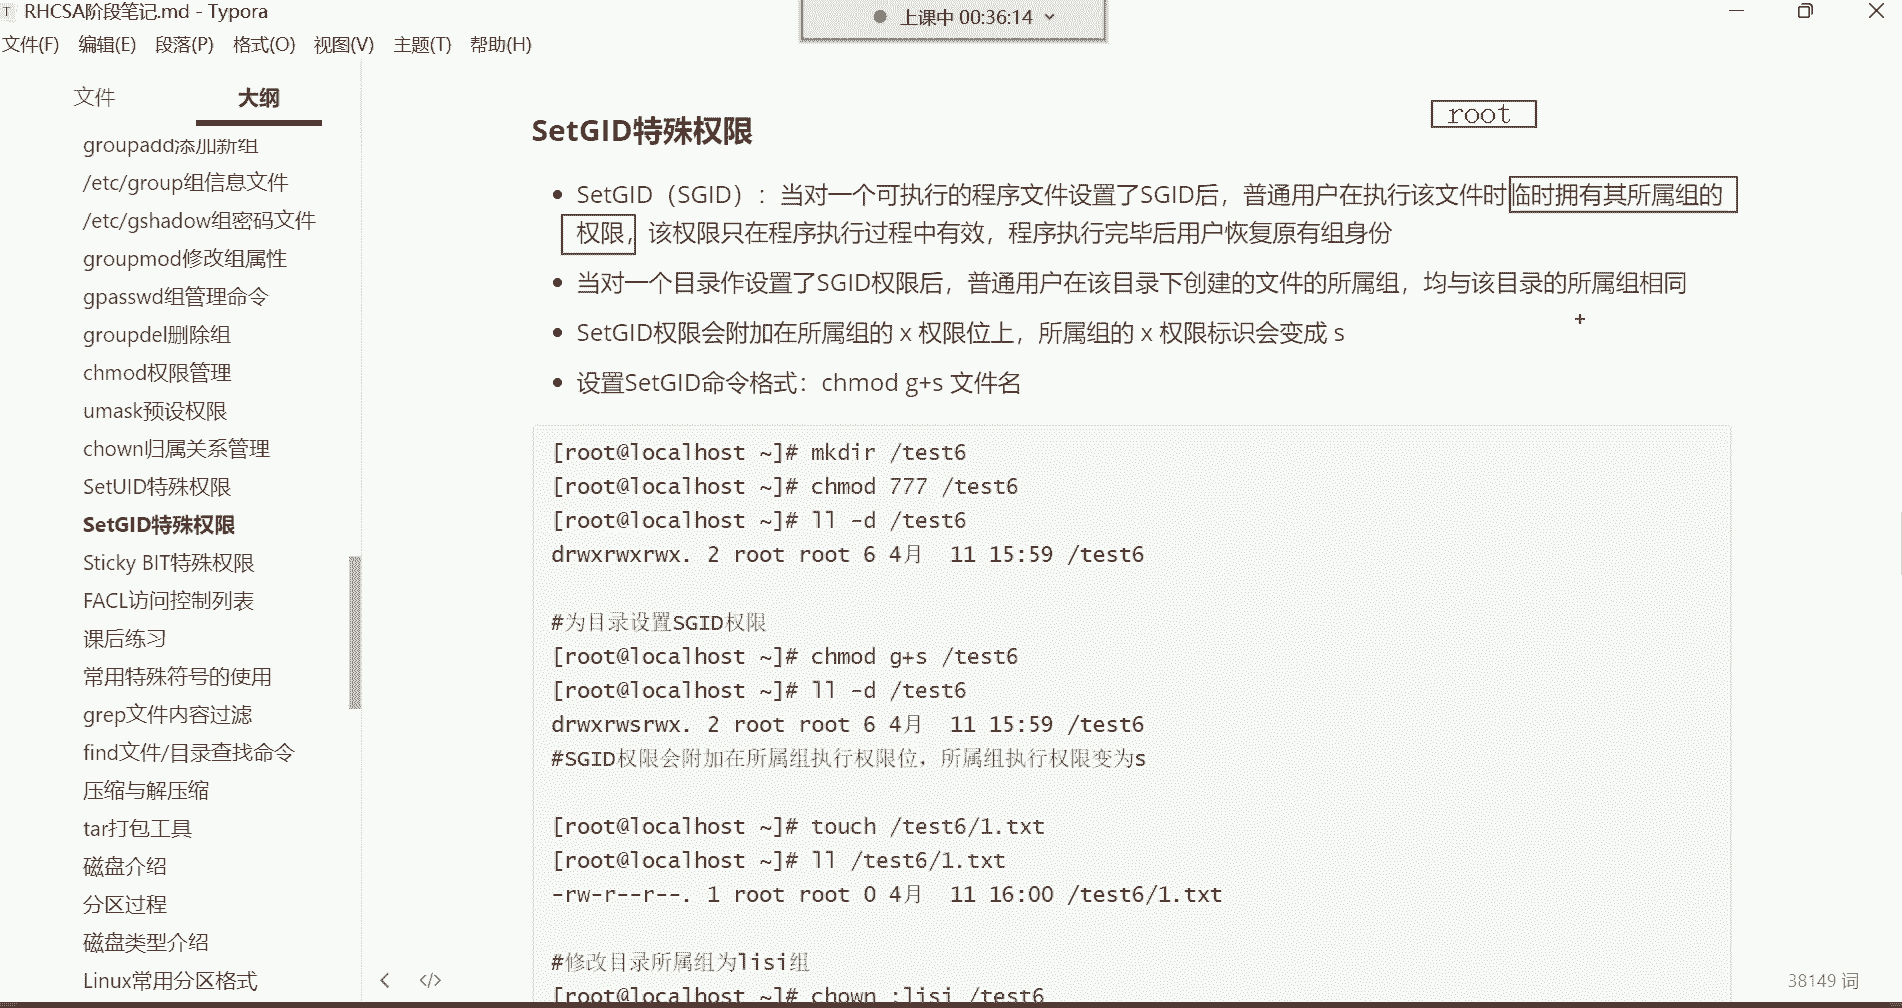 RHCSA阶段笔记.md - Typora
上课中 00:36:14
文件(F) 编辑(E) 段落(P) 格式(O) 视图(V) 主题(T) 帮助(H)
文件 大纲
groupadd添加新组
/etc/group组信息文件
/etc/gshadow组密码文件
groupmod修改组属性
gpasswd组管理命令
groupdel删除组
chmod权限管理
umask预设权限
chown归属关系管理
SetUID特殊权限
SetGID特殊权限
Sticky BIT特殊权限
FACL访问控制列表
课后练习
常用特殊符号的使用
grep文件内容过滤
find文件/目录查找命令
压缩与解压缩
tar打包工具
磁盘介绍
分区过程
磁盘类型介绍
Linux常用分区格式
root
SetGID特殊权限
SetGID（SGID）：当对一个可执行的程序文件设置了SGID后，普通用户在执行该文件时临时拥有其所属组的
权限，该权限只在程序执行过程中有效，程序执行完毕后用户恢复原有组身份
当对一个目录作设置了SGID权限后，普通用户在该目录下创建的文件的所属组，均与该目录的所属组相同
SetGID权限会附加在所属组的 x 权限位上，所属组的 x 权限标识会变成 s
设置SetGID命令格式：chmod g+s 文件名
[root@localhost ~]# mkdir /test6
[root@localhost ~]# chmod 777 /test6
[root@localhost ~]# ll -d /test6
drwxrwxrwx. 2 root root 6 4月  11 15:59 /test6
#为目录设置SGID权限
[root@localhost ~]# chmod g+s /test6
[root@localhost ~]# ll -d /test6
drwxrwsrwx. 2 root root 6 4月  11 15:59 /test6
#SGID权限会附加在所属组执行权限位，所属组执行权限变为s
[root@localhost ~]# touch /test6/1.txt
[root@localhost ~]# ll /test6/1.txt
-rw-r--r--. 1 root root 0 4月  11 16:00 /test6/1.txt
#修改目录所属组为lisi组
[root@localhost ~]# chown :lisi /test6
38149 词